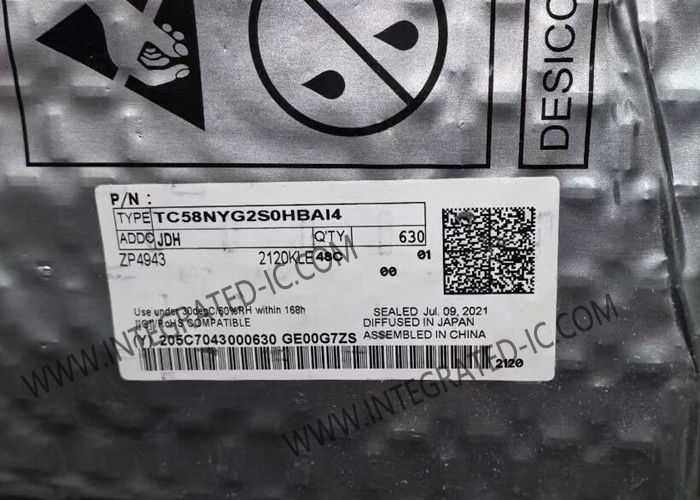 DESICC
P/N :
TYPE TC58NYG2S0HBAI4
ADDC JDH Q'TY 630
ZP4943 2120KLE 48C 01
00
Use under 30degC/60%RH within 168h
RoHS COMPATIBLE
SEALED Jul. 09, 2021
DIFFUSED IN JAPAN
ASSEMBLED IN CHINA
205C7043000630 GE00G7ZS
2120
WWW.INTEGRATED-IC.COM
WWW.INTEGRATED-IC.COM